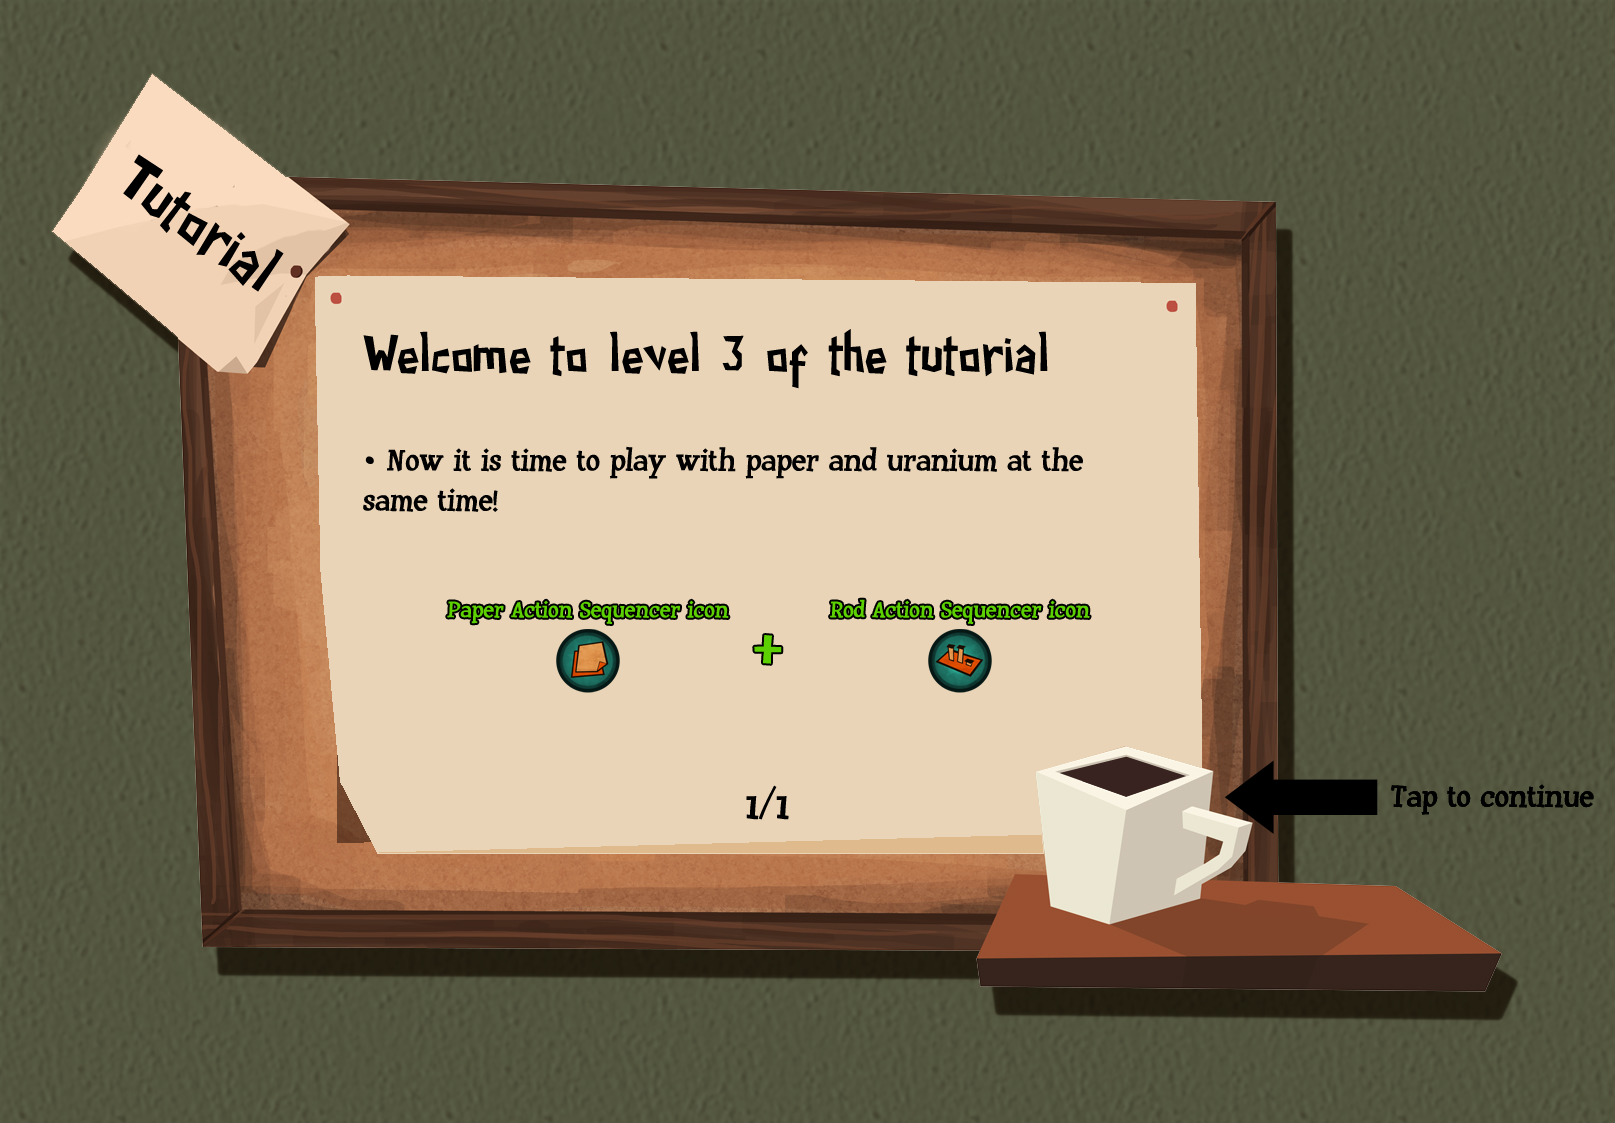 Tutorial
Welcome to level 3 of the tutorial
• Now it is time to play with paper and uranium at the
same time!
Paper Action Sequencer icon
+
Rod Action Sequencer icon
1/1
Tap to continue